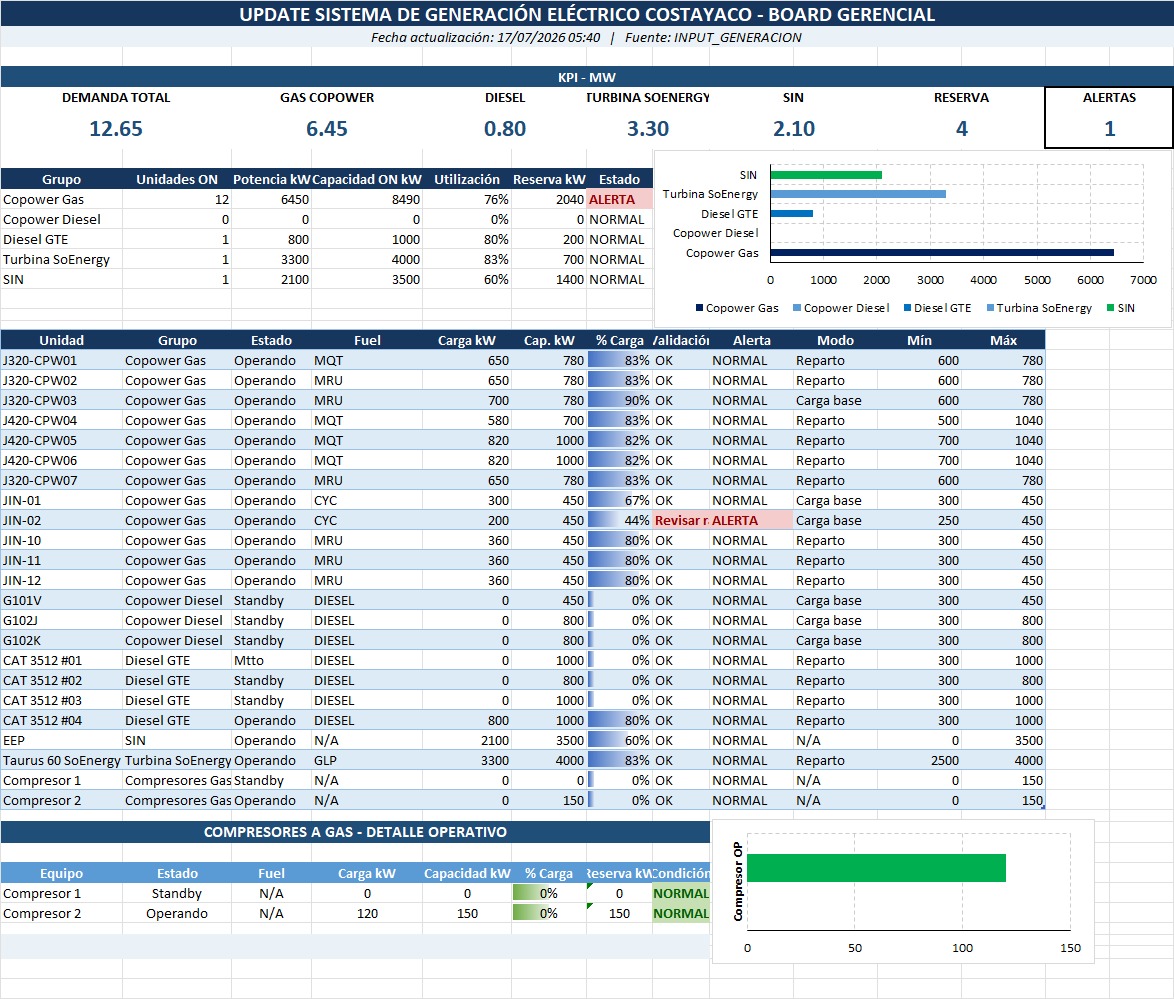 UPDATE SISTEMA DE GENERACIÓN ELÉCTRICO COSTAYACO - BOARD GERENCIAL
Fecha actualización: 17/07/2026 05:40 | Fuente: INPUT_GENERACION
KPI - MW
DEMANDA TOTAL GAS COPOWER DIESEL TURBINA SOENERGY SIN RESERVA ALERTAS
12.65 6.45 0.80 3.30 2.10 4 1
Grupo Unidades ON Potencia kW Capacidad ON kW Utilización Reserva kW Estado
Copower Gas 12 6450 8490 76% 2040 ALERTA
Copower Diesel 0 0 0 0% 0 NORMAL
Diesel GTE 1 800 1000 80% 200 NORMAL
Turbina SoEnergy 1 3300 4000 83% 700 NORMAL
SIN 1 2100 3500 60% 1400 NORMAL
SIN
Turbina SoEnergy
Diesel GTE
Copower Diesel
Copower Gas
0 1000 2000 3000 4000 5000 6000 7000
Copower Gas Copower Diesel Diesel GTE Turbina SoEnergy SIN
Unidad Grupo Estado Fuel Carga kW Cap. kW % Carga Validación Alerta Modo Mín Máx
J320-CPW01 Copower Gas Operando MQT 650 780 83% OK NORMAL Reparto 600 780
J320-CPW02 Copower Gas Operando MRU 650 780 83% OK NORMAL Reparto 600 780
J320-CPW03 Copower Gas Operando MRU 700 780 90% OK NORMAL Carga base 600 780
J420-CPW04 Copower Gas Operando MQT 580 700 83% OK NORMAL Reparto 500 1040
J420-CPW05 Copower Gas Operando MQT 820 1000 82% OK NORMAL Reparto 700 1040
J420-CPW06 Copower Gas Operando MQT 820 1000 82% OK NORMAL Reparto 700 1040
J320-CPW07 Copower Gas Operando MQT 650 780 83% OK NORMAL Reparto 600 780
JIN-01 Copower Gas Operando CYC 300 450 67% OK NORMAL Carga base 300 450
JIN-02 Copower Gas Operando CYC 200 450 44% Revisar r ALERTA Carga base 250 450
JIN-10 Copower Gas Operando MRU 360 450 80% OK NORMAL Reparto 300 450
JIN-11 Copower Gas Operando MRU 360 450 80% OK NORMAL Reparto 300 450
JIN-12 Copower Gas Operando MRU 360 450 80% OK NORMAL Reparto 300 450
G101V Copower Diesel Standby DIESEL 0 450 0% OK NORMAL Carga base 300 450
G102J Copower Diesel Standby DIESEL 0 800 0% OK NORMAL Carga base 300 800
G102K Copower Diesel Standby DIESEL 0 800 0% OK NORMAL Carga base 300 800
CAT 3512 #01 Diesel GTE Mtto DIESEL 0 1000 0% OK NORMAL Reparto 300 1000
CAT 3512 #02 Diesel GTE Standby DIESEL 0 800 0% OK NORMAL Reparto 300 800
CAT 3512 #03 Diesel GTE Standby DIESEL 0 1000 0% OK NORMAL Reparto 300 1000
CAT 3512 #04 Diesel GTE Operando DIESEL 800 1000 80% OK NORMAL Reparto 300 1000
EEP SIN Operando N/A 2100 3500 60% OK NORMAL N/A 0 3500
Taurus 60 SoEnergy Turbina SoEnergy Operando GLP 3300 4000 83% OK NORMAL Reparto 2500 4000
Compresor 1 Compresores Gas Standby N/A 0 0 0% OK NORMAL N/A 0 150
Compresor 2 Compresores Gas Operando N/A 0 150 0% OK NORMAL N/A 0 150
COMPRESORES A GAS - DETALLE OPERATIVO
Equipo Estado Fuel Carga kW Capacidad kW % Carga Reserva kW Condición
Compresor 1 Standby N/A 0 0 0% 0 NORMAL
Compresor 2 Operando N/A 120 150 0% 150 NORMAL
Compresor OP
0 50 100 150